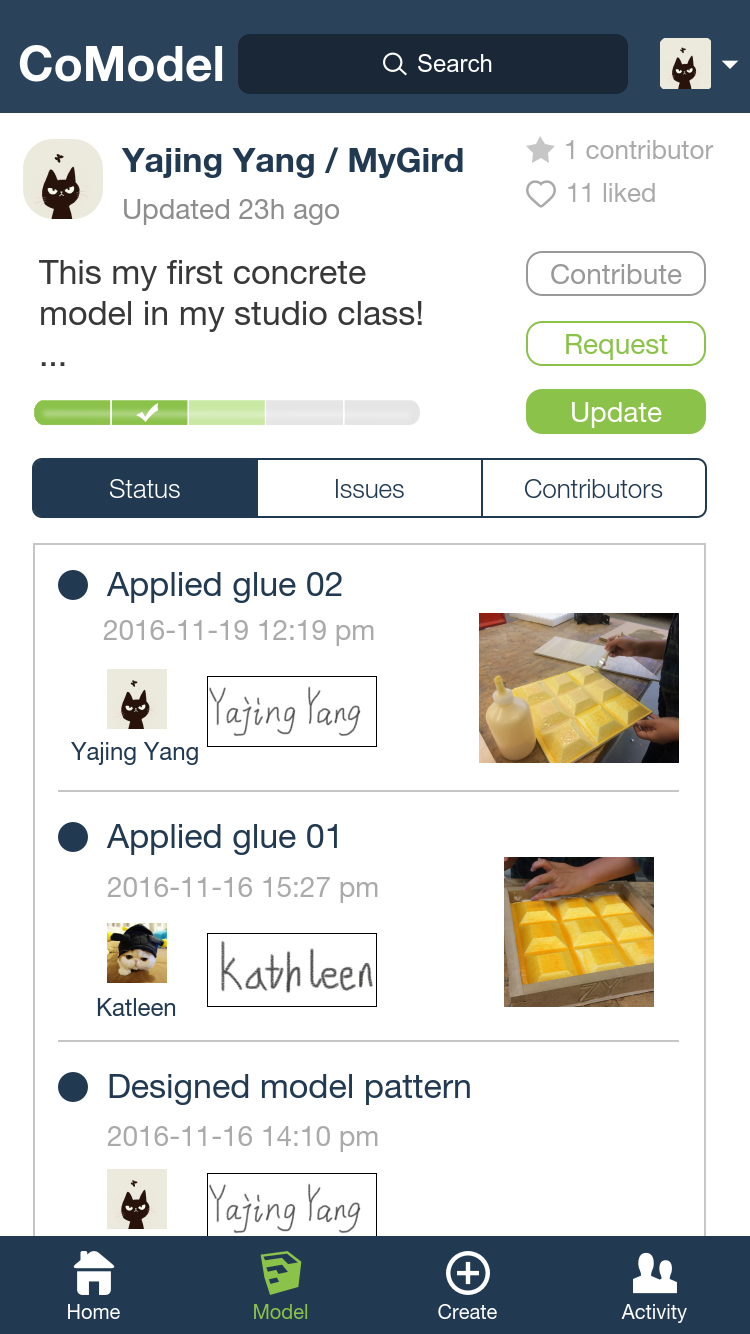 CoModel
Search
Yajing Yang / MyGird
Updated 23h ago
1 contributor
11 liked
This my first concrete
model in my studio class!
...
Contribute
Request
Update
Status
Issues
Contributors
Applied glue 02
2016-11-19 12:19 pm
Yajing Yang
Yajing Yang
Applied glue 01
2016-11-16 15:27 pm
Kathleen
Katleen
Designed model pattern
2016-11-16 14:10 pm
Yajing Yang
Home
Model
Create
Activity